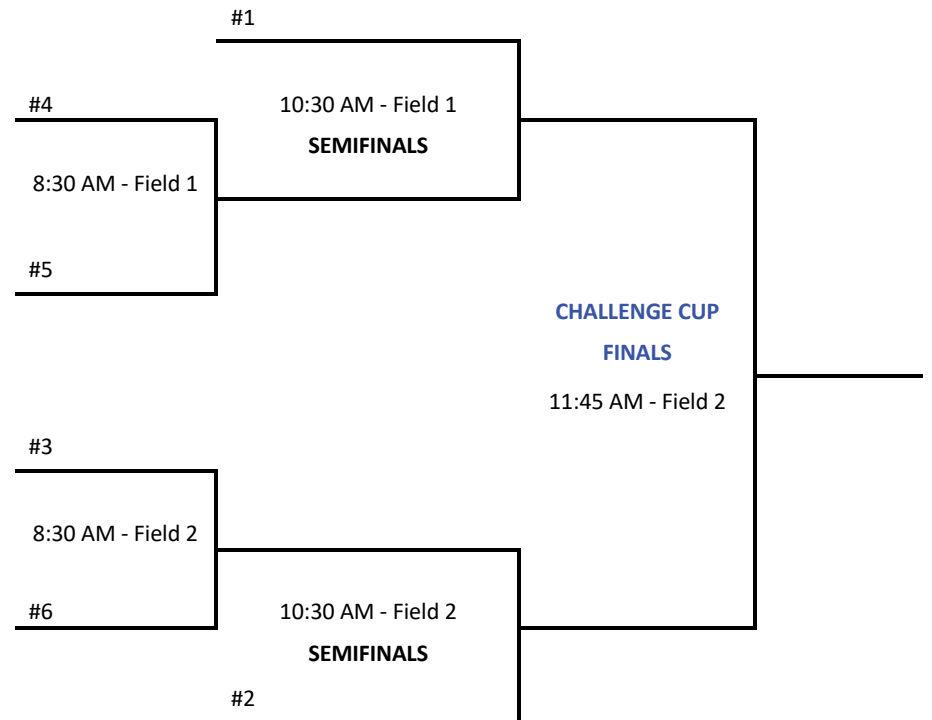 #1
#4
10:30 AM - Field 1
SEMIFINALS
8:30 AM - Field 1
#5
CHALLENGE CUP
FINALS
11:45 AM - Field 2
#3
8:30 AM - Field 2
#6
10:30 AM - Field 2
SEMIFINALS
#2